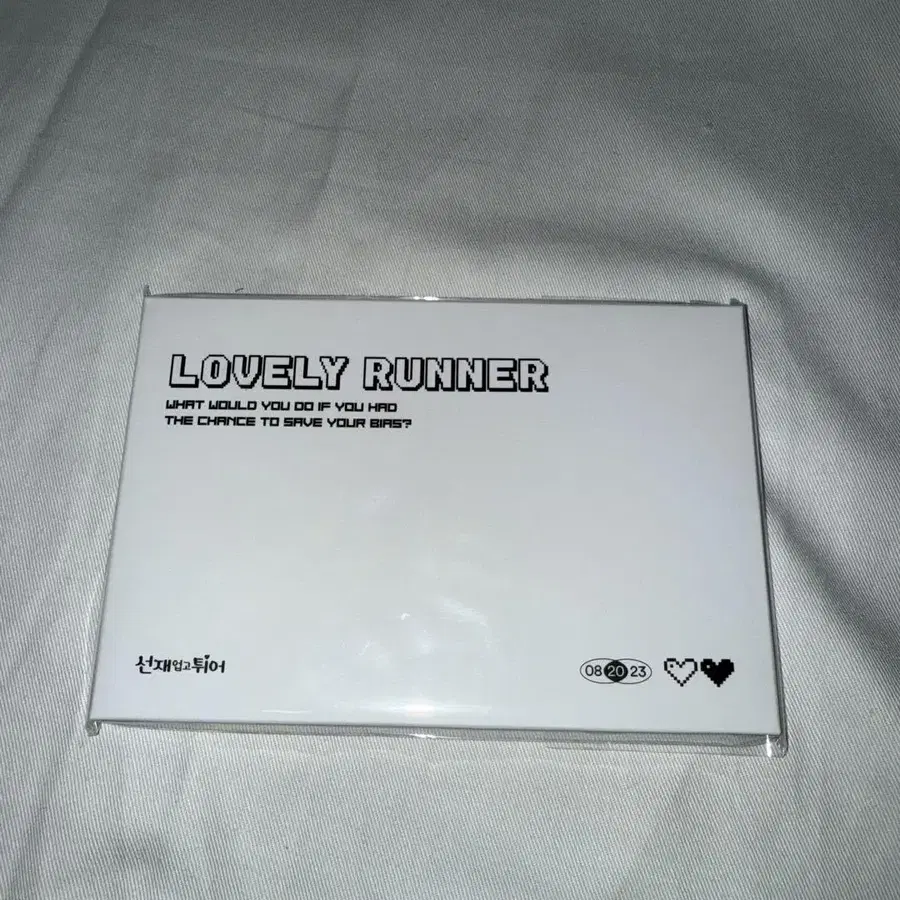 LOVELY RUNNER
WHAT WOULD YOU DO IF YOU HAD
THE CHANCE TO SAVE YOUR BIAS?
선재업고튀어
08 20 23